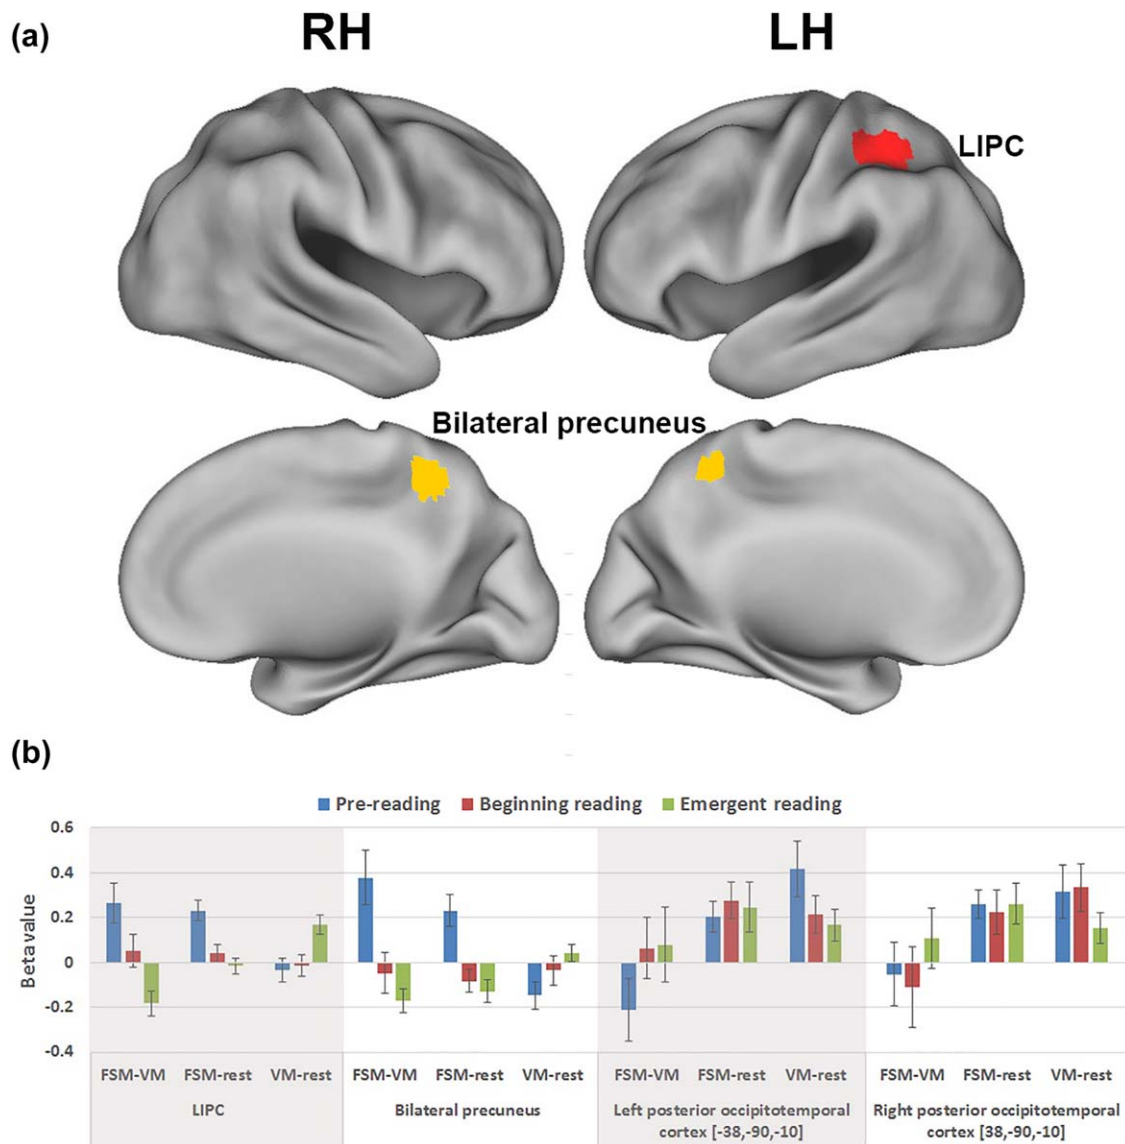 (a)
RH LH
LIPC
Bilateral precuneus
(b)
Pre-reading Beginning reading Emergent reading
0.6
0.4
0.2
0
-0.2
-0.4
Beta value
FSM-VM FSM-rest VM-rest FSM-VM FSM-rest VM-rest FSM-VM FSM-rest VM-rest FSM-VM FSM-rest VM-rest
LIPC Bilateral precuneus Left posterior occipitotemporal Right posterior occipitotemporal
cortex [-38,-90,-10] cortex [38,-90,-10]